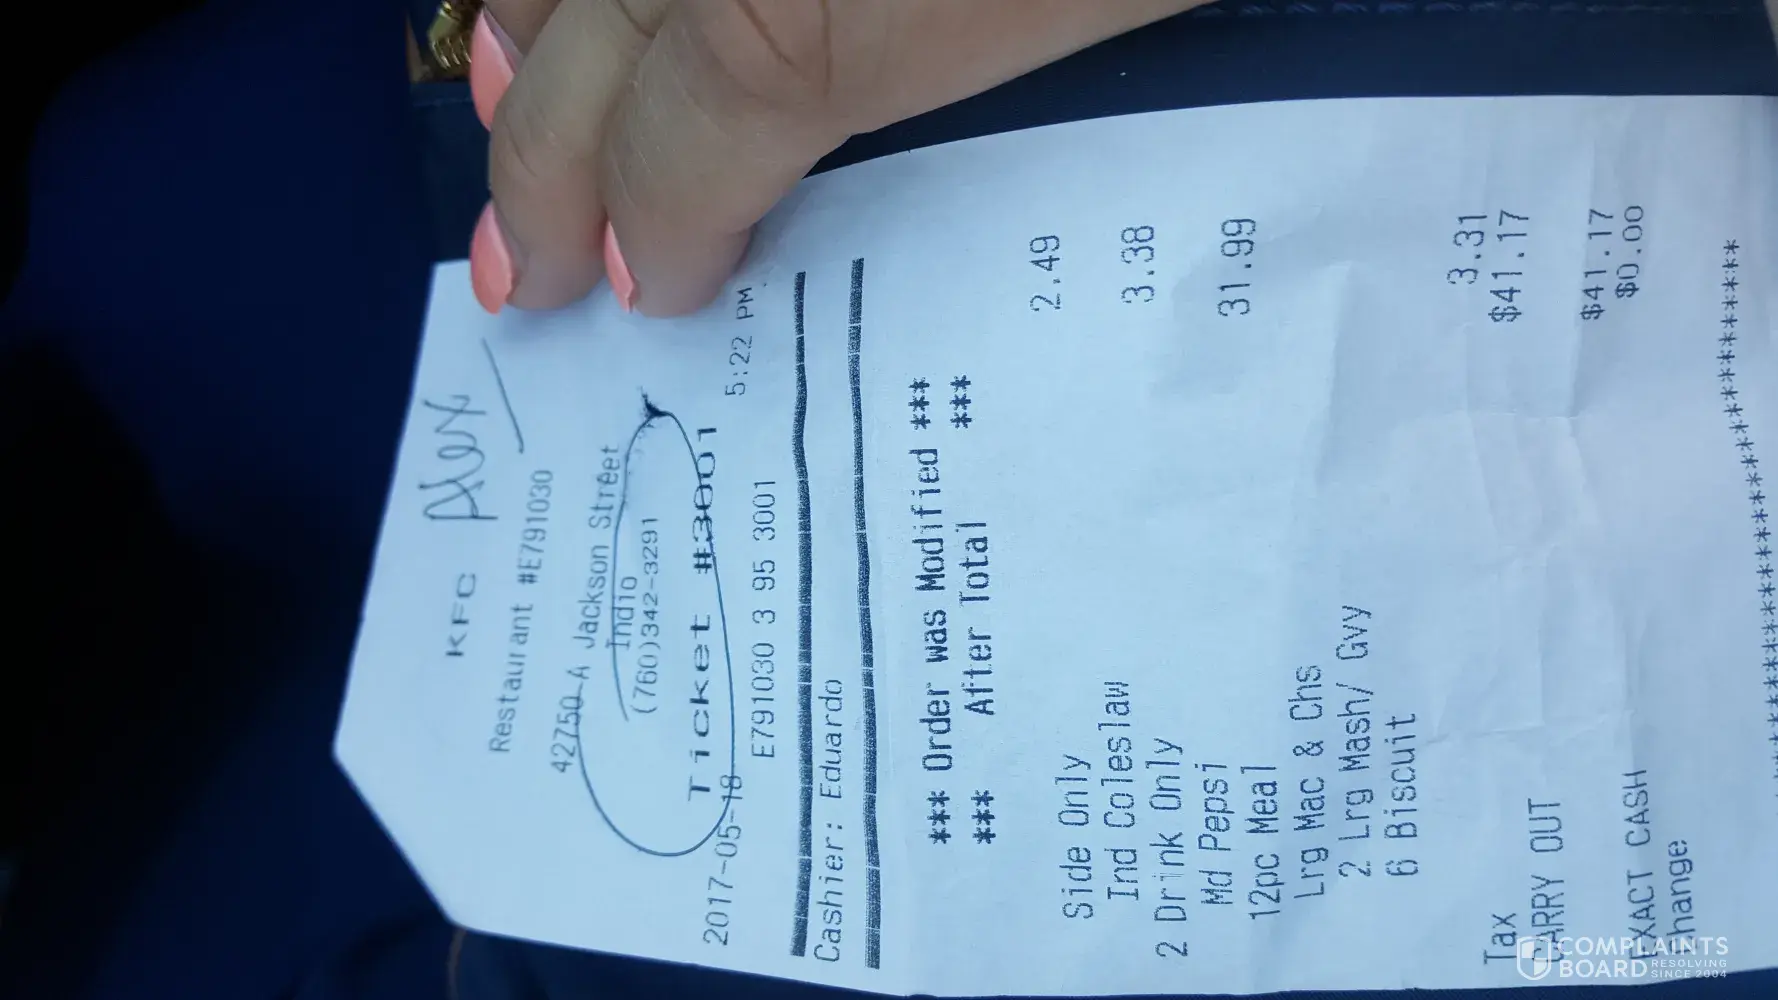 Alex
KFC
Restaurant #E791030
42750-A Jackson Street
Indio
(760)342-3291
Ticket #3001
2017-05-18 5:22 PM
E791030 3 95 3001
Cashier: Eduardo
*** Order was Modified ***
*** After Total ***
Side Only 2.49
Ind Coleslaw
2 Drink Only 3.38
Md Pepsi
12pc Meal 31.99
Lrg Mac & Chs
2 Lrg Mash/ Gvy
6 Biscuit
Tax 3.31
CARRY OUT $41.17
EXACT CASH $41.17
Change $0.00
COMPLAINTS
BOARD RESOLVING
SINCE 2004